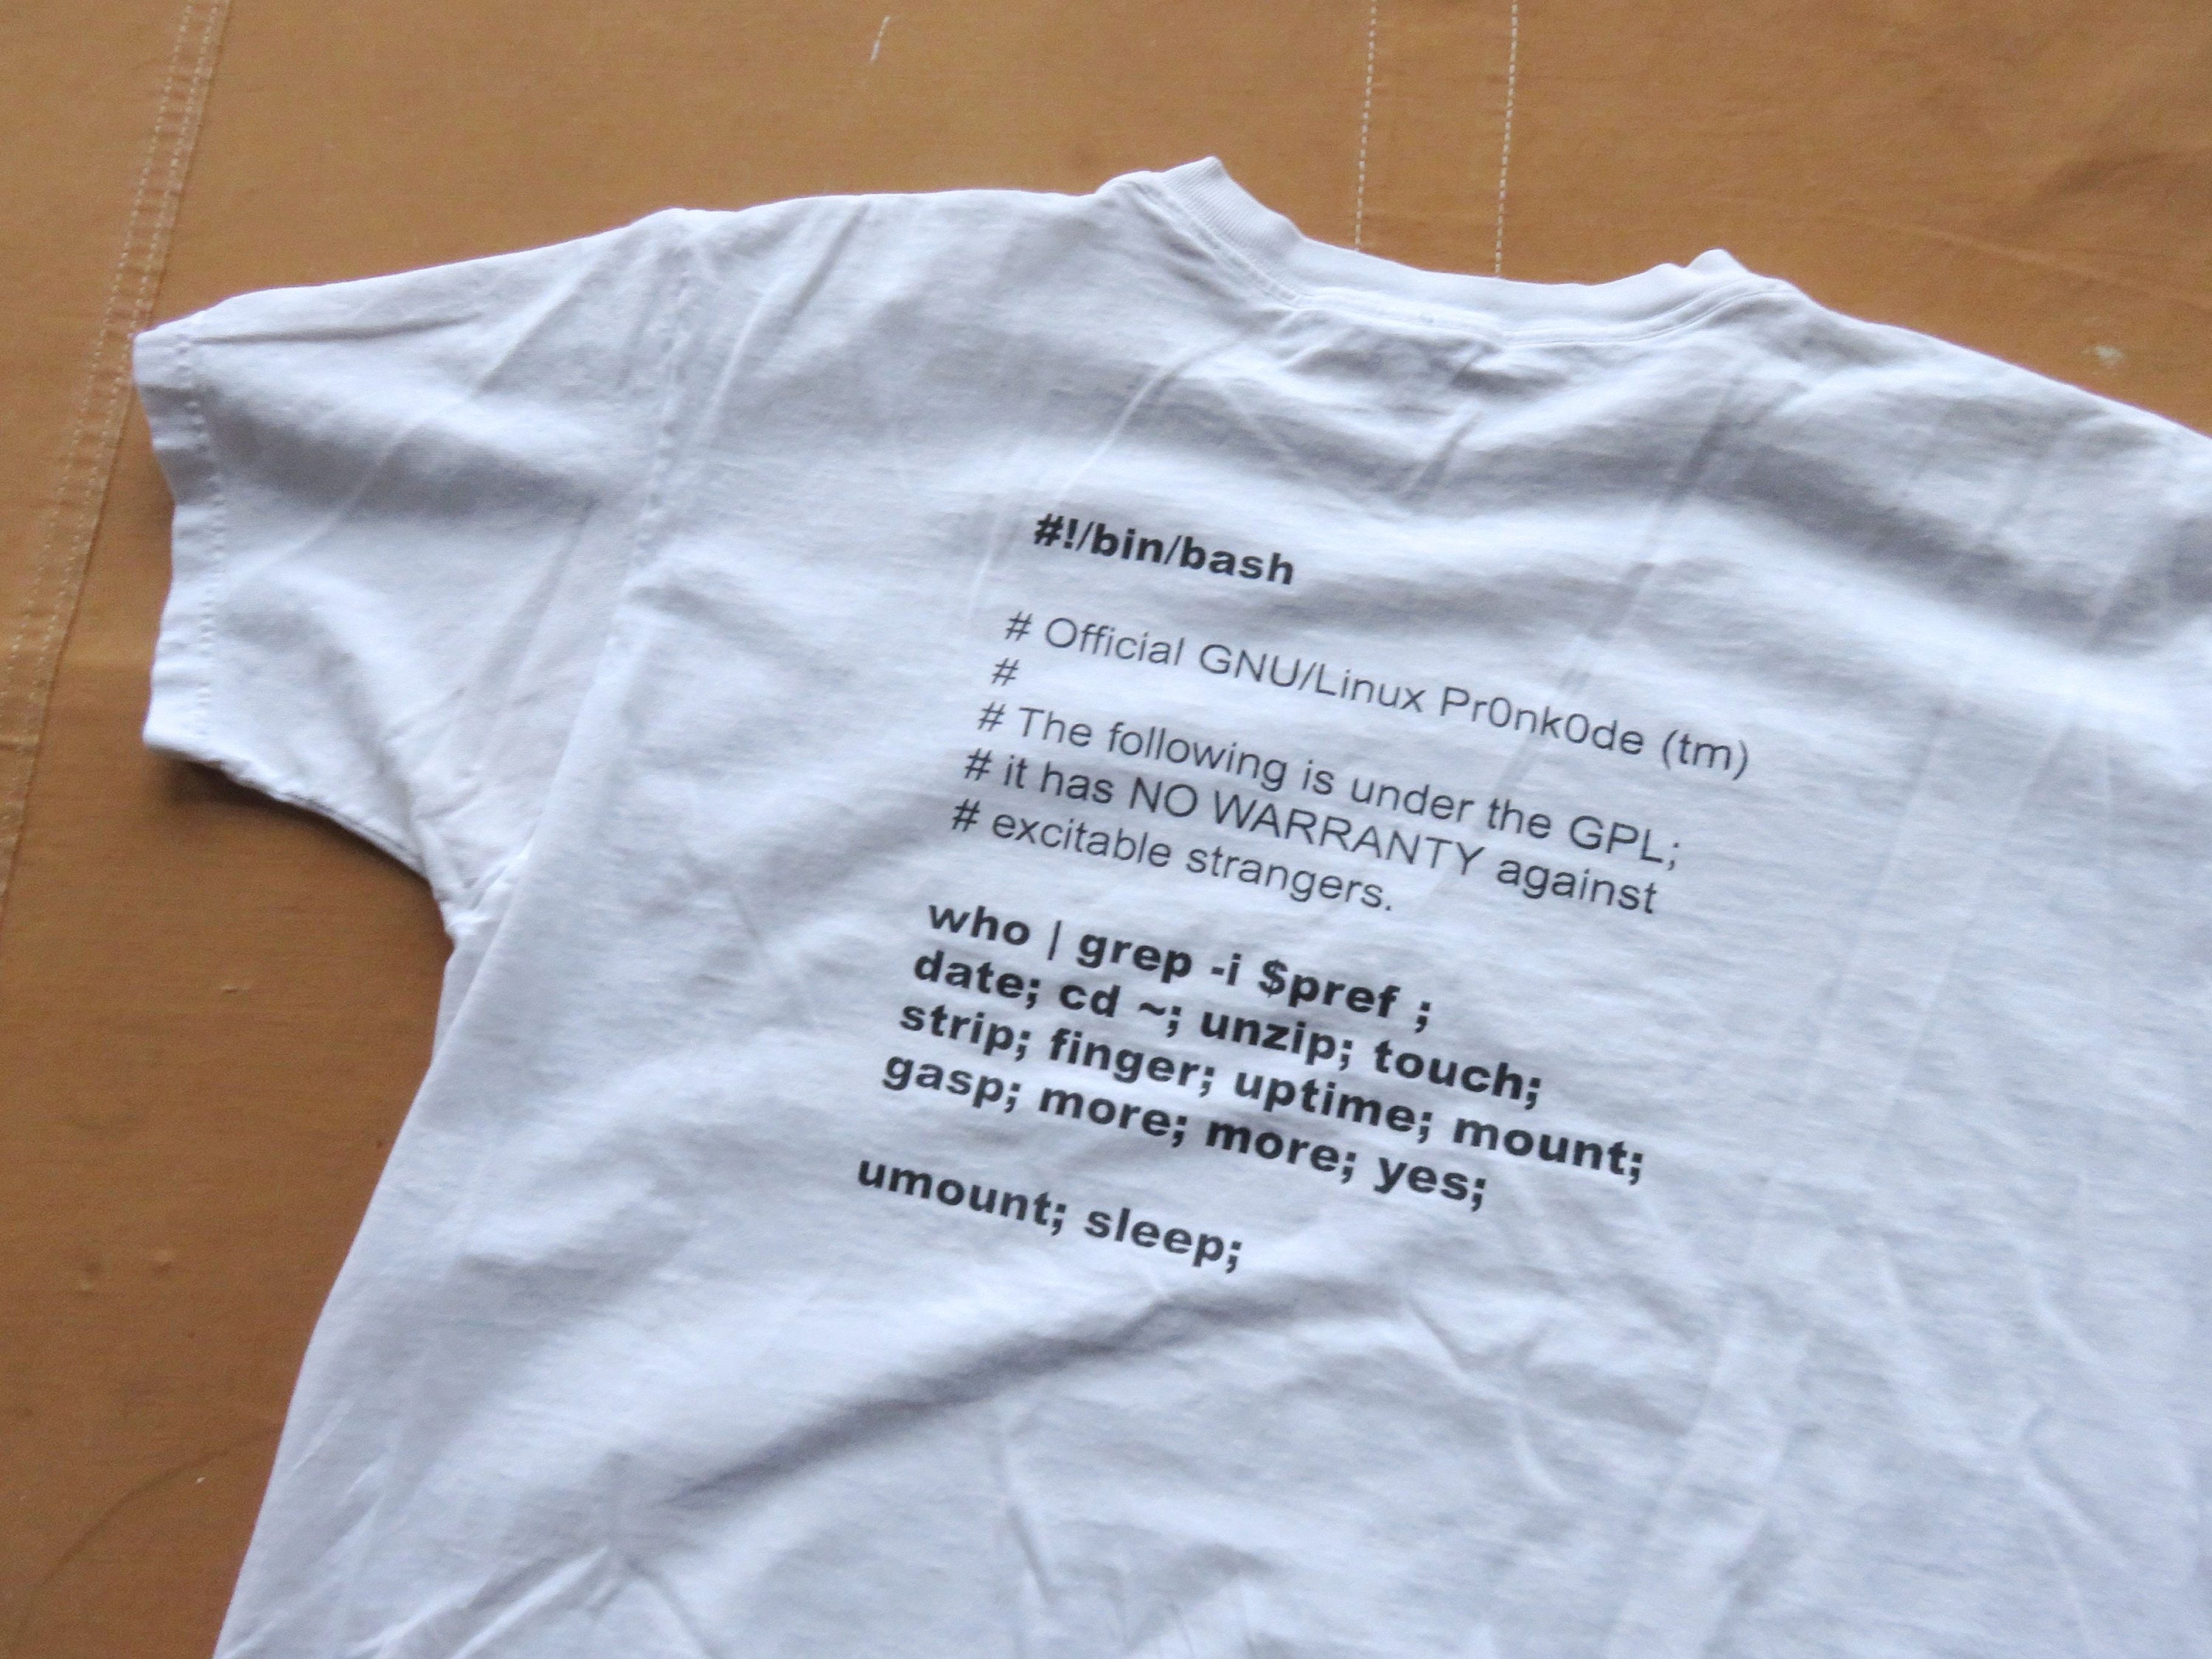 #!/bin/bash
# Official GNU/Linux Pr0nk0de (tm)
#
# The following is under the GPL;
# it has NO WARRANTY against
# excitable strangers.
who | grep -i $pref ;
date; cd ~; unzip; touch;
strip; finger; uptime; mount;
gasp; more; more; yes;
umount; sleep;